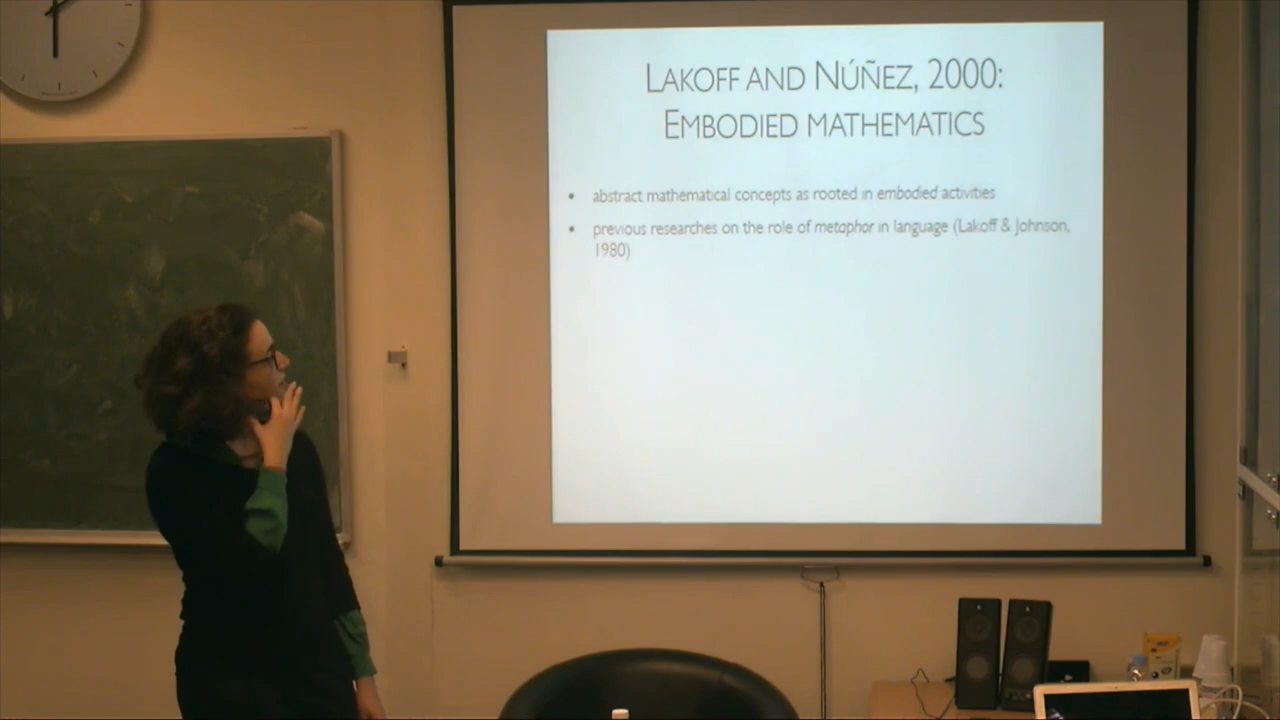 LAKOFF AND NÚÑEZ, 2000:
EMBODIED MATHEMATICS
• abstract mathematical concepts as rooted in embodied activities
• previous researches on the role of metaphor in language (Lakoff & Johnson,
1980)